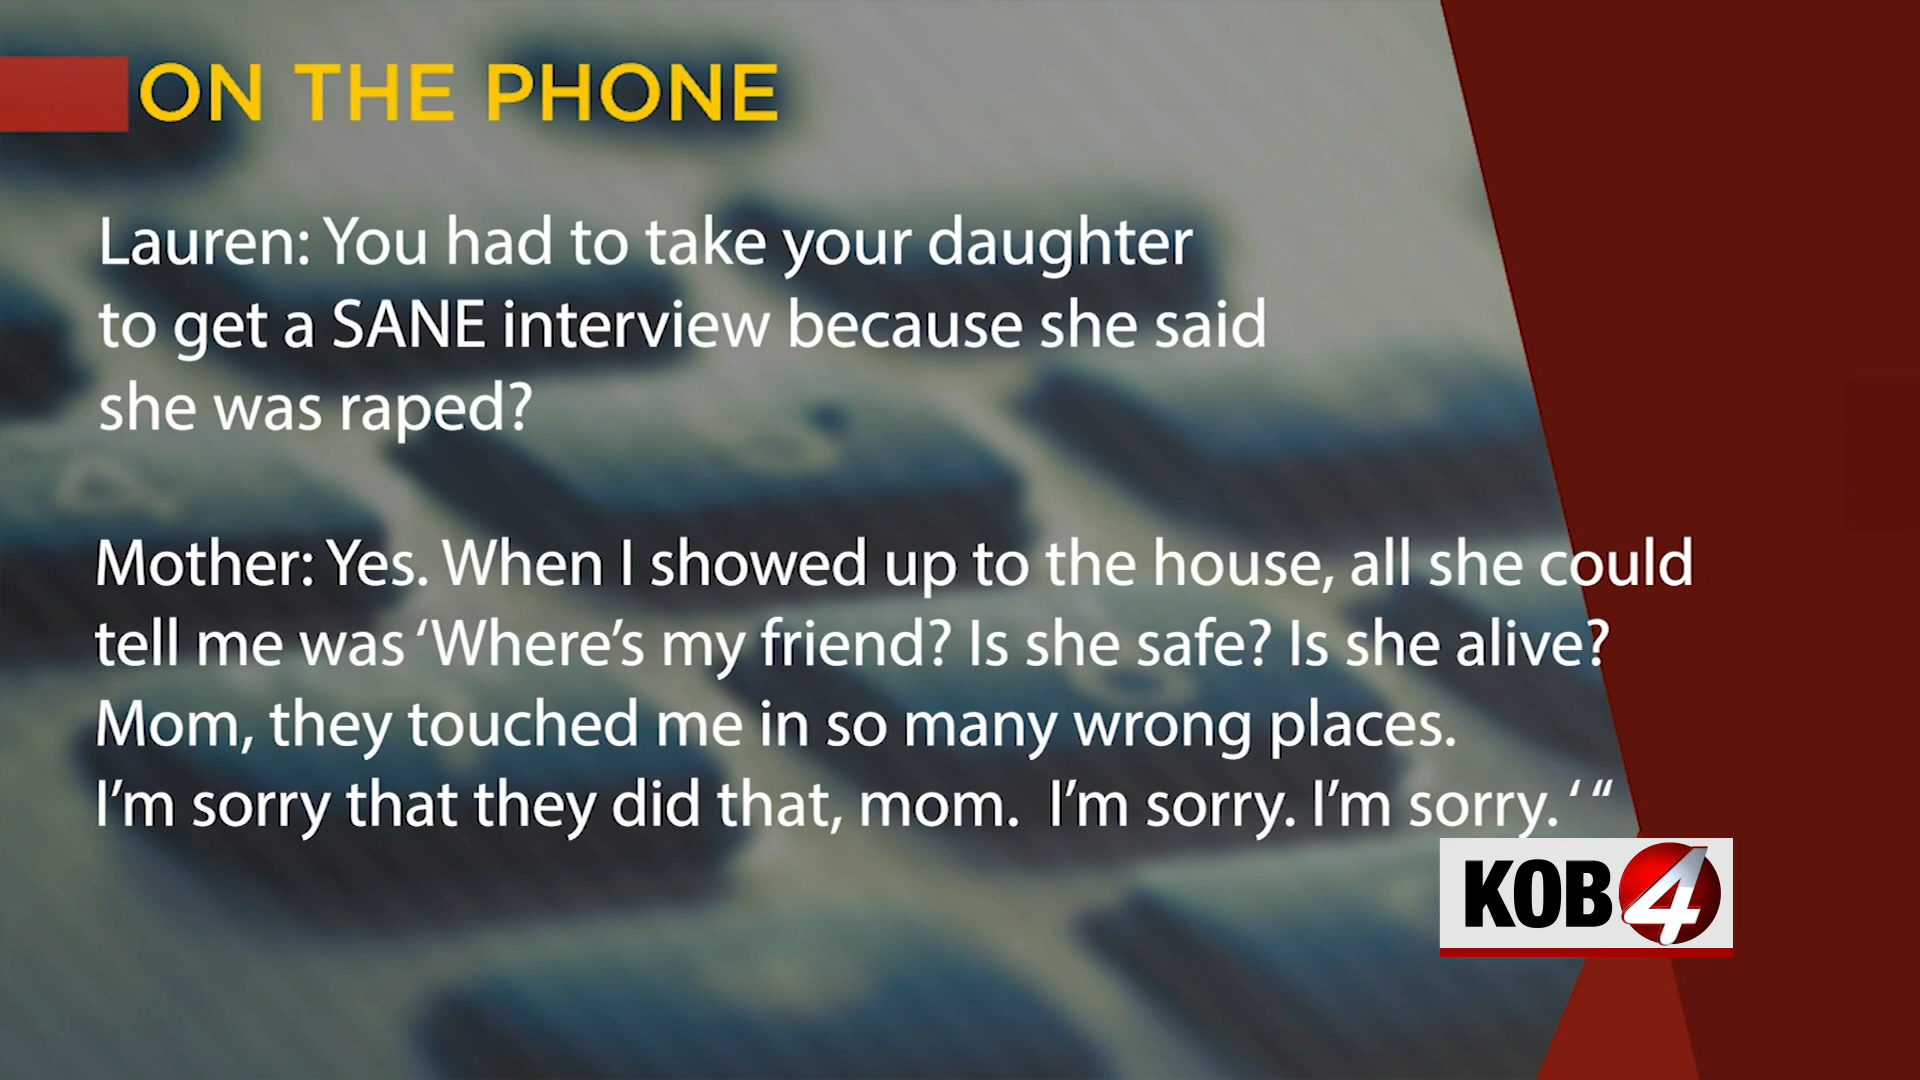 ON THE PHONE
Lauren: You had to take your daughter
to get a SANE interview because she said
she was raped?
Mother: Yes. When I showed up to the house, all she could
tell me was ‘Where’s my friend? Is she safe? Is she alive?
Mom, they touched me in so many wrong places.
I’m sorry that they did that, mom.  I’m sorry. I’m sorry. ‘ “
KOB 4